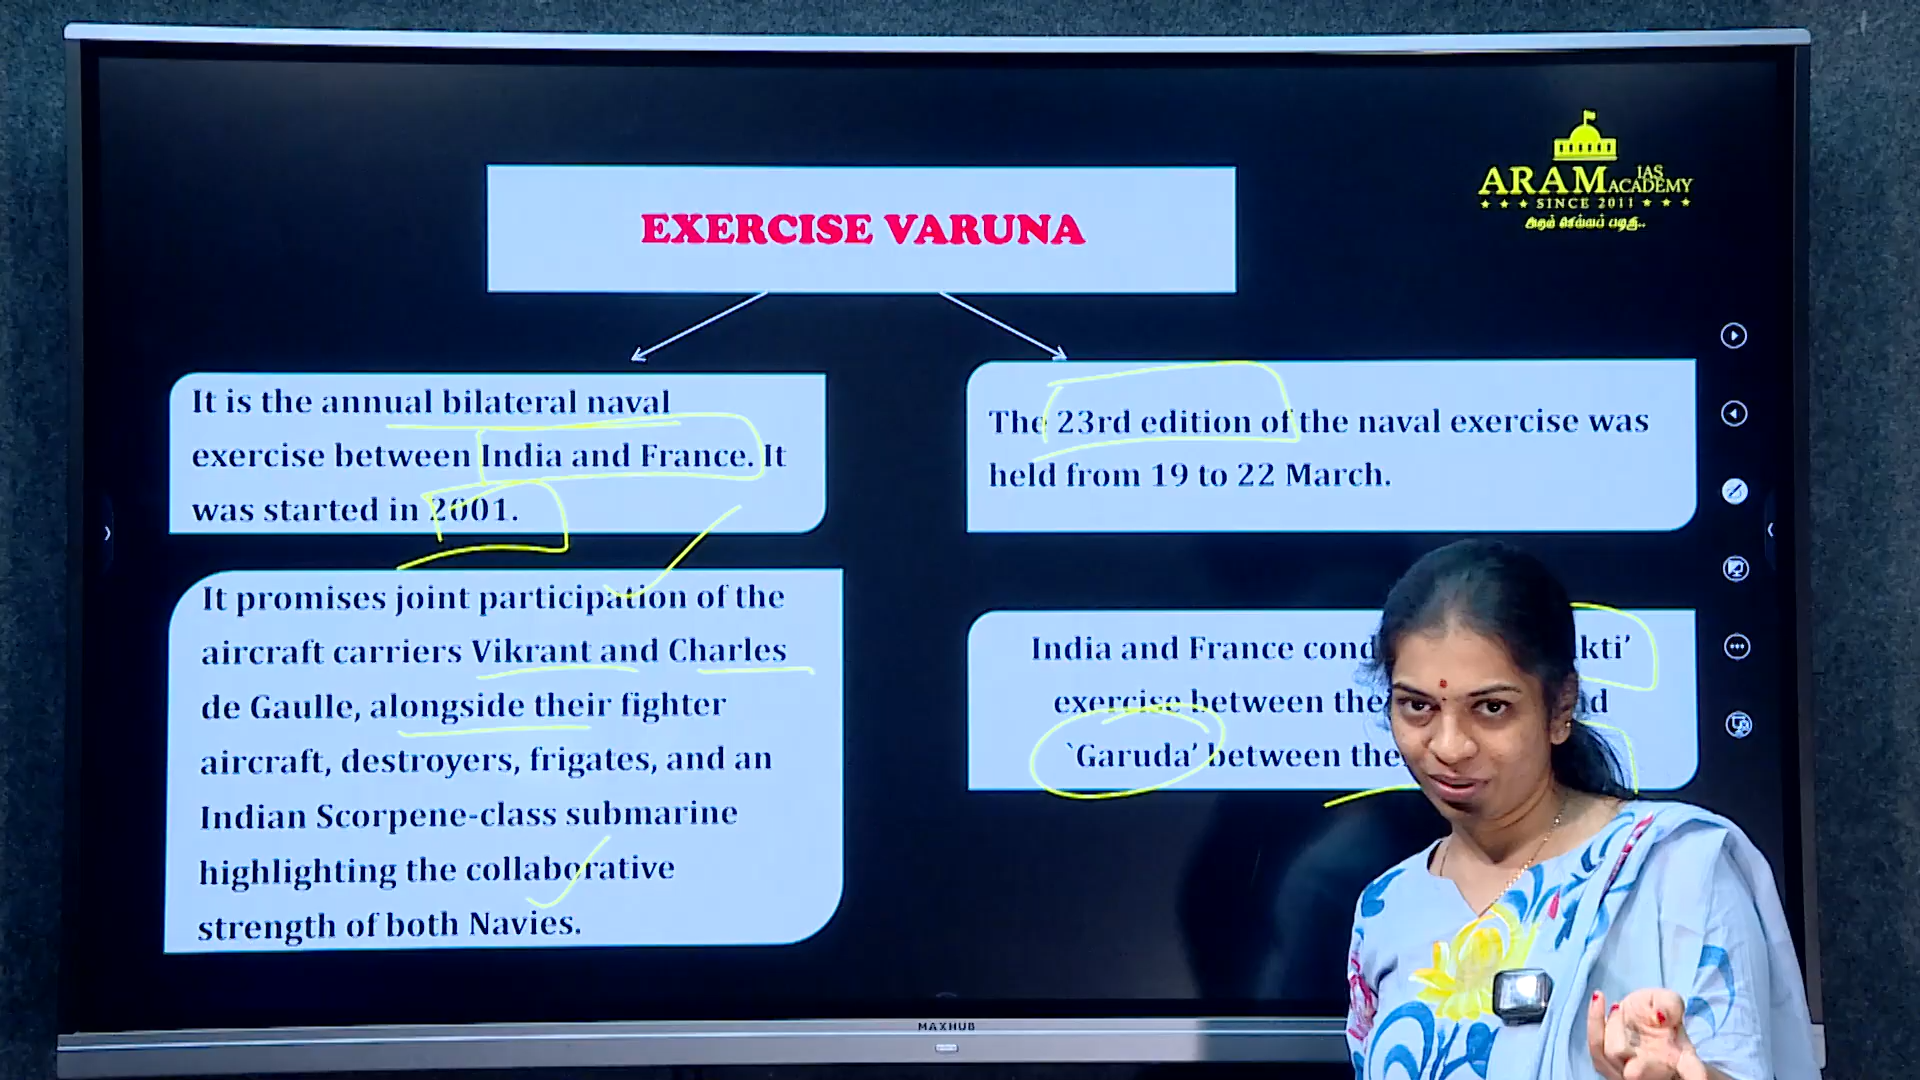 ARAM IAS ACADEMY
SINCE 2011
அறம் செய்யப் படி..
EXERCISE VARUNA
It is the annual bilateral naval
exercise between India and France. It
was started in 2001.
The 23rd edition of the naval exercise was
held from 19 to 22 March.
It promises joint participation of the
aircraft carriers Vikrant and Charles
de Gaulle, alongside their fighter
aircraft, destroyers, frigates, and an
Indian Scorpene-class submarine
highlighting the collaborative
strength of both Navies.
India and France cond kti’
exercise between the
`Garuda’ between the
MAXHUB